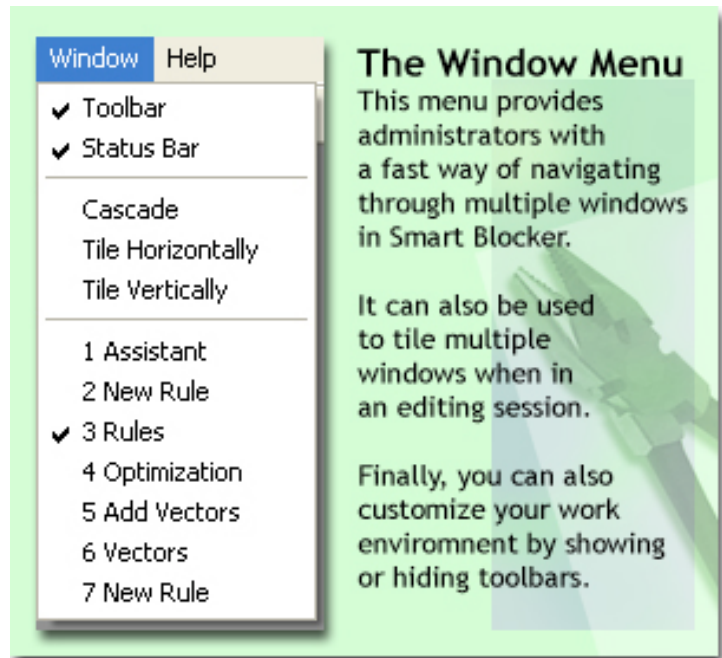 Window Help
Toolbar
Status Bar
Cascade
Tile Horizontally
Tile Vertically
1 Assistant
2 New Rule
3 Rules
4 Optimization
5 Add Vectors
6 Vectors
7 New Rule
The Window Menu
This menu provides
administrators with
a fast way of navigating
through multiple windows
in Smart Blocker.
It can also be used
to tile multiple
windows when in
an editing session.
Finally, you can also
customize your work
enviromnent by showing
or hiding toolbars.